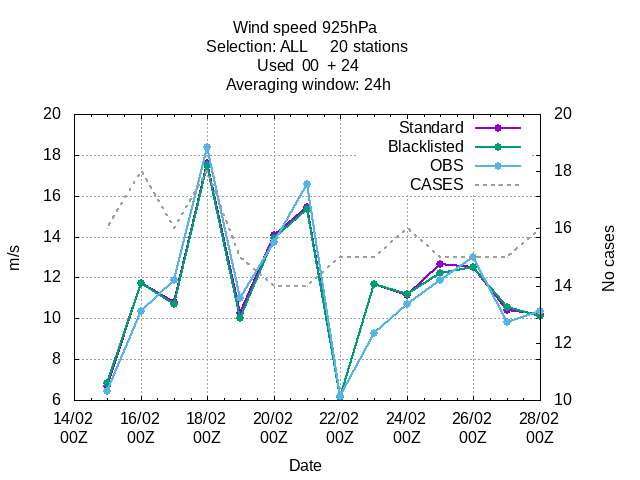 Wind speed 925hPa
Selection: ALL 20 stations
Used 00 + 24
Averaging window: 24h
20 20
Standard
Blacklisted
OBS
CASES
18 18
16 16
14 14
12 12
10 10
8
6
m/s
No cases
14/02 16/02 18/02 20/02 22/02 24/02 26/02 28/02
00Z 00Z 00Z 00Z 00Z 00Z 00Z 00Z
Date